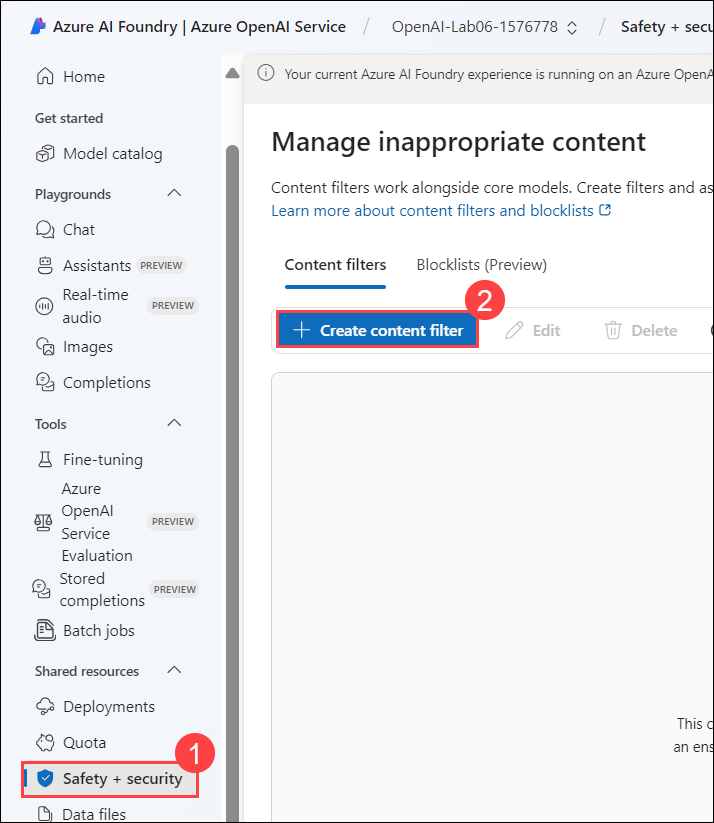 Azure AI Foundry | Azure OpenAI Service / OpenAI-Lab06-1576778 / Safety + secu
Home
Get started
Model catalog
Playgrounds
Chat
Assistants PREVIEW
Real-time
audio
PREVIEW
Images
Completions
Tools
Fine-tuning
Azure
OpenAI
Service
Evaluation
PREVIEW
Stored
completions
PREVIEW
Batch jobs
Shared resources
Deployments
Quota
1
Safety + security
Data files
Your current Azure AI Foundry experience is running on an Azure OpenA
Manage inappropriate content
Content filters work alongside core models. Create filters and as
Learn more about content filters and blocklists
Content filters Blocklists (Preview)
2
+ Create content filter Edit Delete
This c
an ens